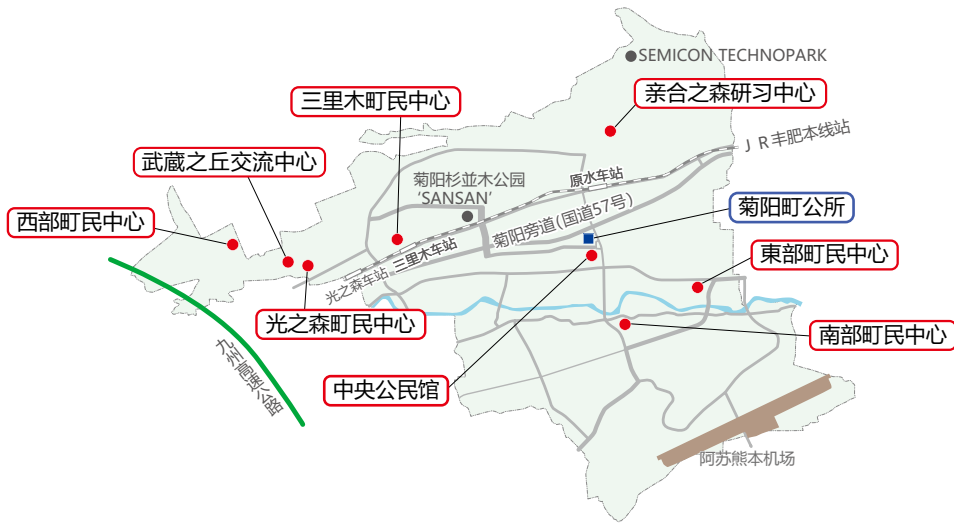 SEMICON TECHNOPARK
亲合之森研习中心
三里木町民中心
JR丰肥本线站
武蔵之丘交流中心
菊阳杉並木公园
‘SANSAN’
原水车站
菊阳町公所
西部町民中心
菊阳旁道(国道57号)
三里木车站
光之森车站
東部町民中心
光之森町民中心
南部町民中心
九州高速公路
中央公民馆
阿苏熊本机场